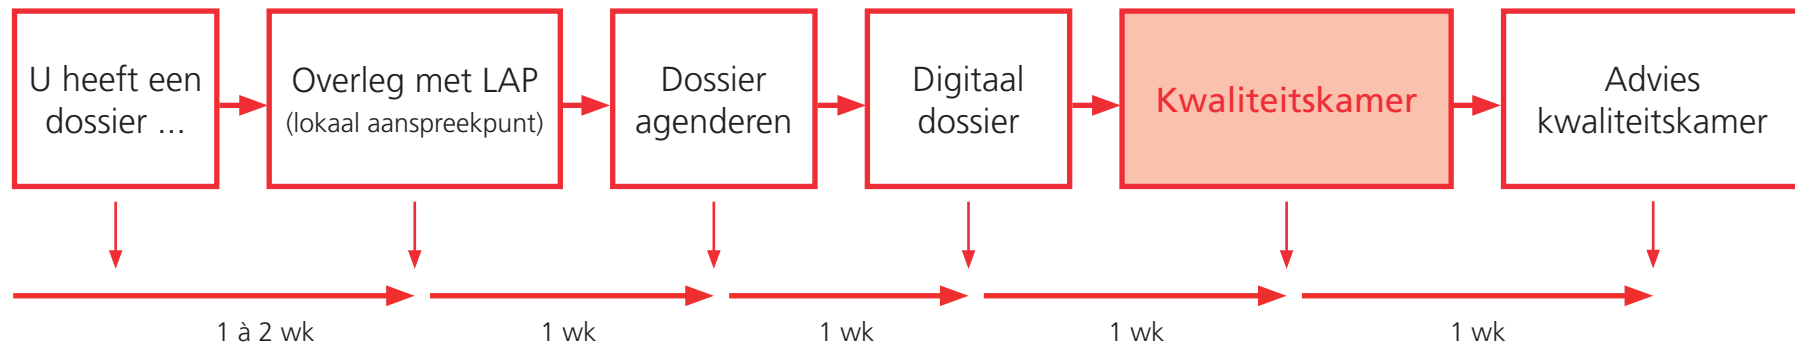 U heeft een
dossier ...
Overleg met LAP
(lokaal aanspreekpunt)
Dossier
agenderen
Digitaal
dossier
Kwaliteitskamer
Advies
kwaliteitskamer
1 à 2 wk
1 wk
1 wk
1 wk
1 wk